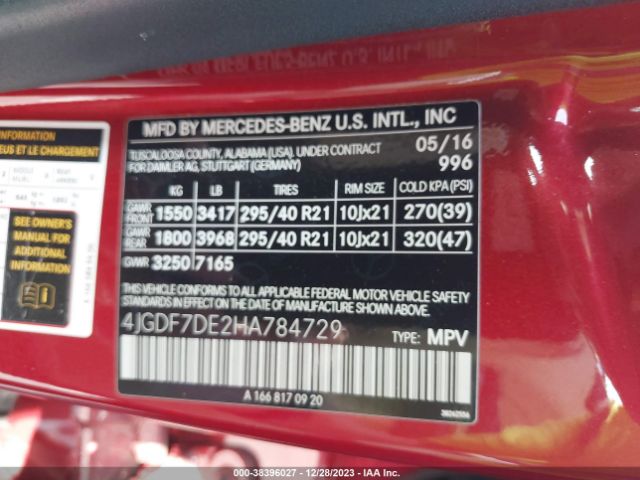 INFORMATION
EUS ET LE CHARGEMENT
SEE OWNER'S
MANUAL FOR
ADDITIONAL
INFORMATION
MFD BY MERCEDES-BENZ U.S. INTL., INC
TUSCALOOSA COUNTY, ALABAMA (USA). UNDER CONTRACT 05/16
FOR DAIMLER AG, STUTTGART (GERMANY) 996
KG LB TIRES RIM SIZE COLD KPA (PSI)
GAWR FRONT 1550 3417 295/40 R21 10Jx21 270(39)
GAWR REAR 1800 3968 295/40 R21 10Jx21 320(47)
GVWR 3250 7165
THIS VEHICLE CONFORMS TO ALL APPLICABLE FEDERAL MOTOR VEHICLE SAFETY
STANDARDS IN EFFECT ON THE DATE OF MANUFACTURE SHOWN ABOVE.
4JGDF7DE2HA784729 TYPE: MPV
A 166 817 09 20
000-38396027 - 12/28/2023 - IAA Inc.